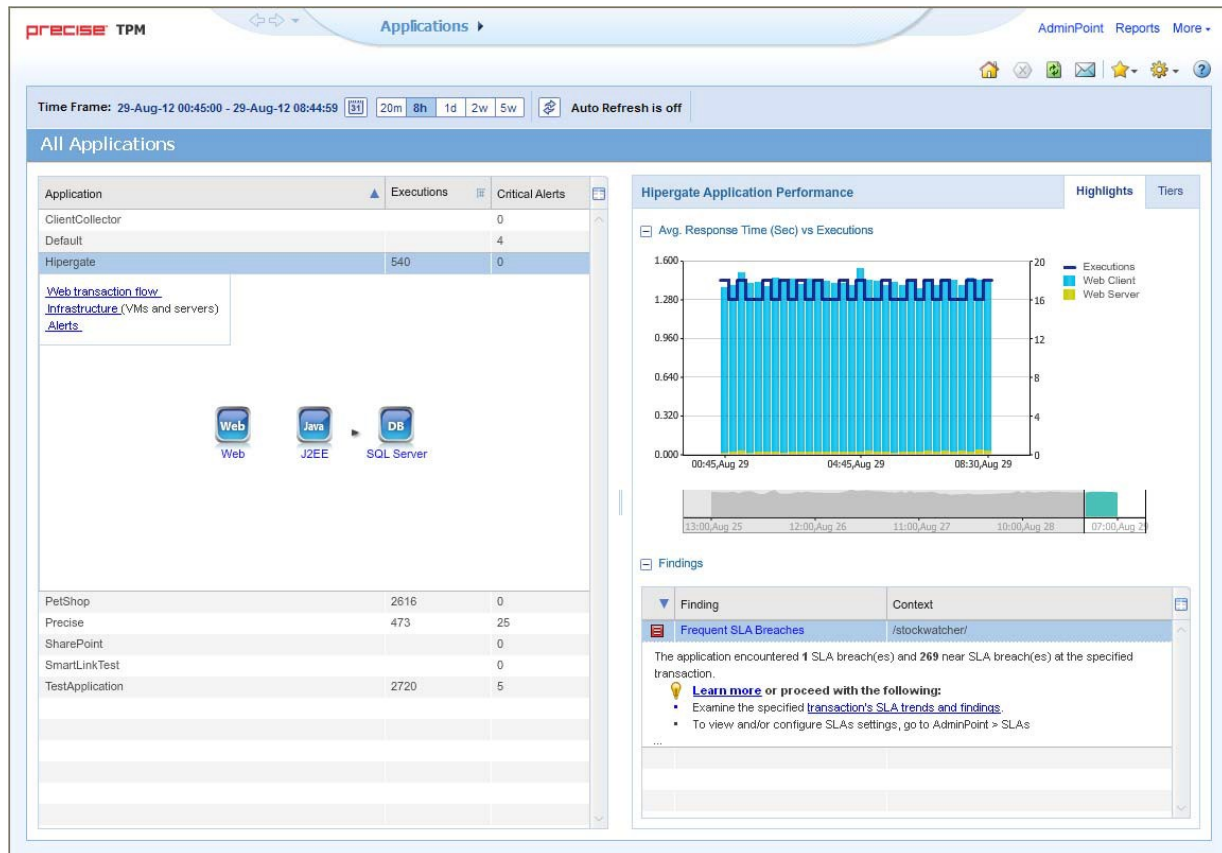 precise TPM
Applications
AdminPoint Reports More
Time Frame: 29-Aug-12 00:45:00 - 29-Aug-12 08:44:59 31 20m 8h 1d 2w 5w Auto Refresh is off
All Applications
Application Executions Critical Alerts
ClientCollector 0
Default 4
Hipergate 540 0
Web transaction flow
Infrastructure (VMs and servers)
Alerts
Web Java DB
Web J2EE SQL Server
PetShop 2616 0
Precise 473 25
SharePoint 0
SmartLinkTest 0
TestApplication 2720 5
Hipergate Application Performance Highlights Tiers
Avg. Response Time (Sec) vs Executions
1.600 20
1.280 16
0.960 12
0.640 8
0.320 4
0.000 0
00:45,Aug 29 04:45,Aug 29 08:30,Aug 29
Executions
Web Client
Web Server
13:00,Aug 25 12:00,Aug 26 11:00,Aug 27 10:00,Aug 28 07:00,Aug 29
Findings
Finding Context
Frequent SLA Breaches /stockwatcher/
The application encountered 1 SLA breach(es) and 269 near SLA breach(es) at the specified
transaction.
Learn more or proceed with the following:
Examine the specified transaction's SLA trends and findings.
To view and/or configure SLAs settings, go to AdminPoint > SLAs
...